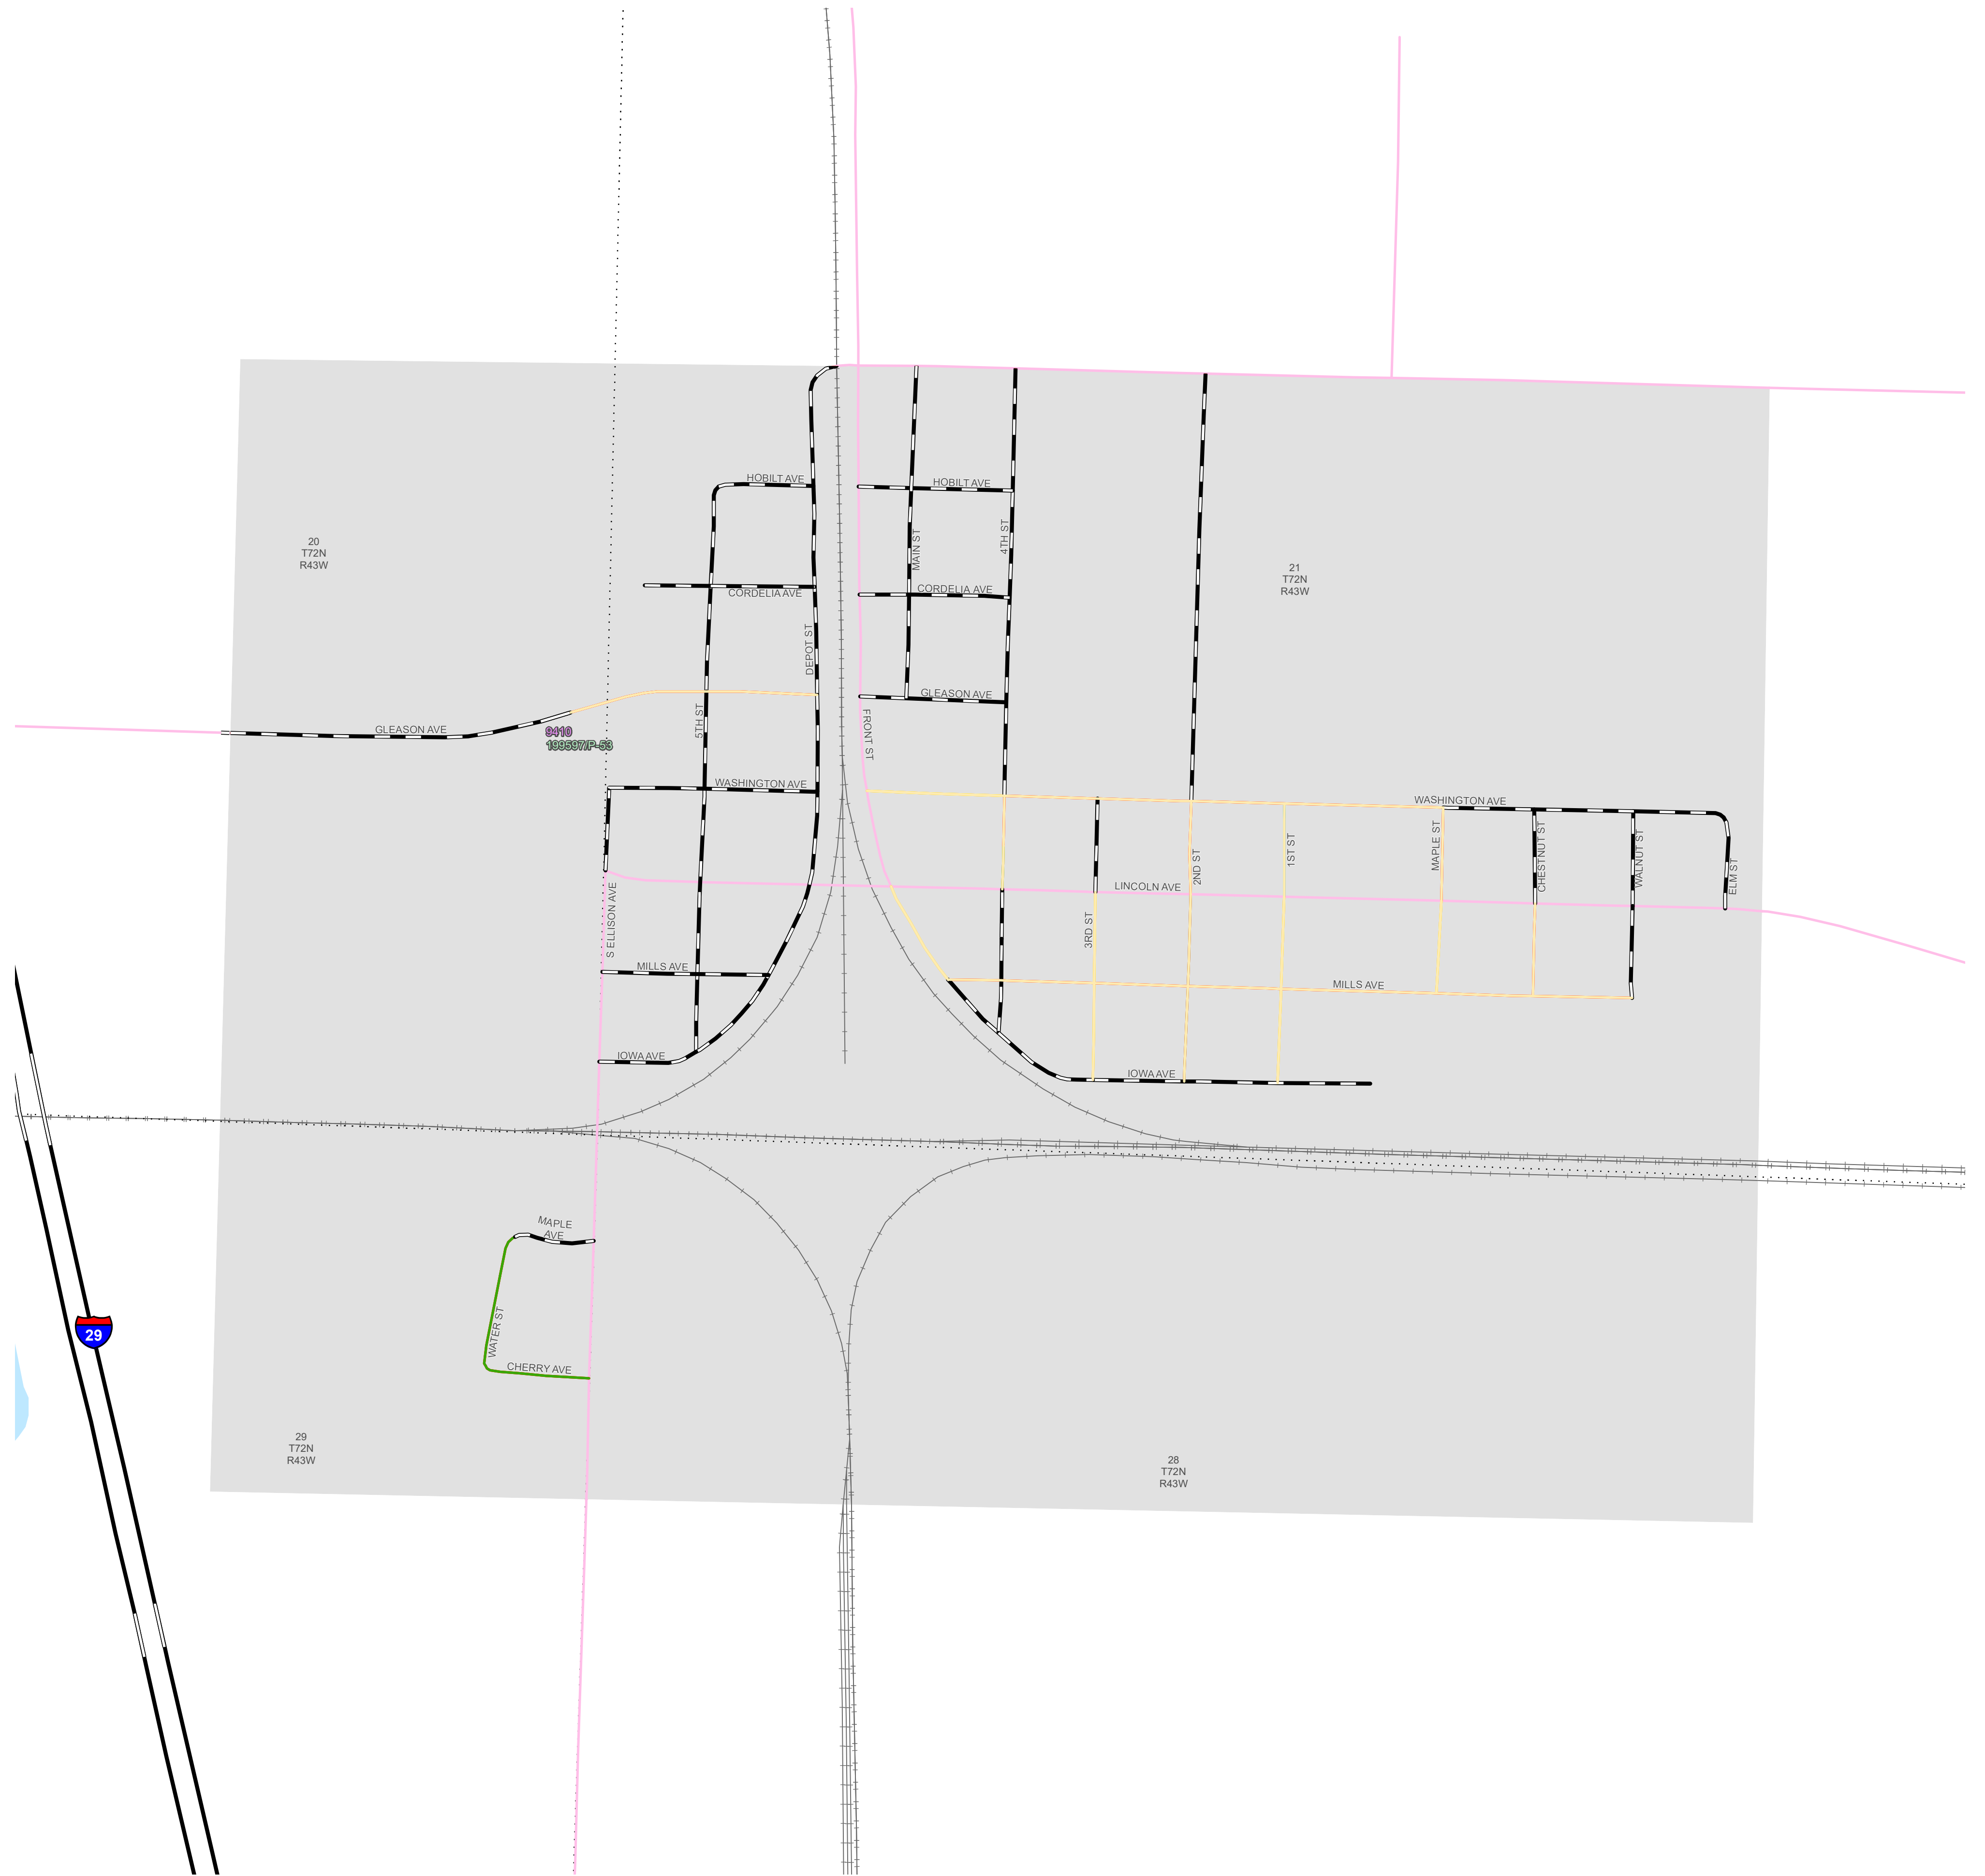 HOBILT AVE
HOBILT AVE
MAIN ST
4TH ST
20
T72N
R43W
21
T72N
R43W
CORDELIA AVE
CORDELIA AVE
DEPOT ST
GLEASON AVE
5TH ST
FRONT ST
GLEASON AVE
9410
199597/P-53
WASHINGTON AVE
WASHINGTON AVE
MAPLE ST
CHESTNUT ST
WALNUT ST
ELM ST
1ST ST
2ND ST
LINCOLN AVE
S ELLISON AVE
3RD ST
MILLS AVE
MILLS AVE
IOWA AVE
IOWA AVE
MAPLE
AVE
WATER ST
CHERRY AVE
29
29
T72N
R43W
28
T72N
R43W